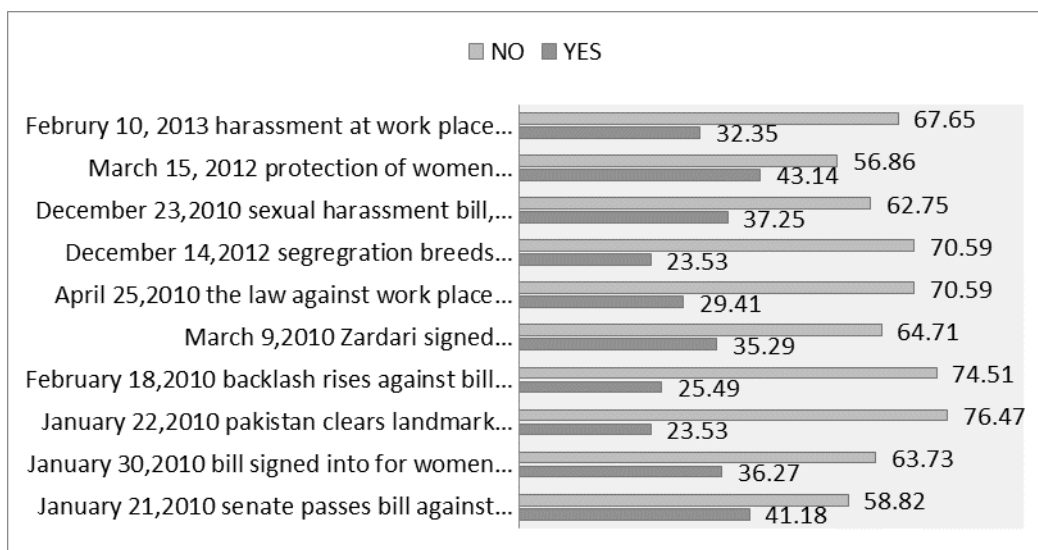 NO YES
Februry 10, 2013 harassment at work place...
67.65
32.35
March 15, 2012 protection of women...
56.86
43.14
December 23,2010 sexual harassment bill,...
62.75
37.25
December 14,2012 segregration breeds...
70.59
23.53
April 25,2010 the law against work place...
70.59
29.41
March 9,2010 Zardari signed...
64.71
35.29
February 18,2010 backlash rises against bill...
74.51
25.49
January 22,2010 pakistan clears landmark...
76.47
23.53
January 30,2010 bill signed into for women...
63.73
36.27
January 21,2010 senate passes bill against...
58.82
41.18